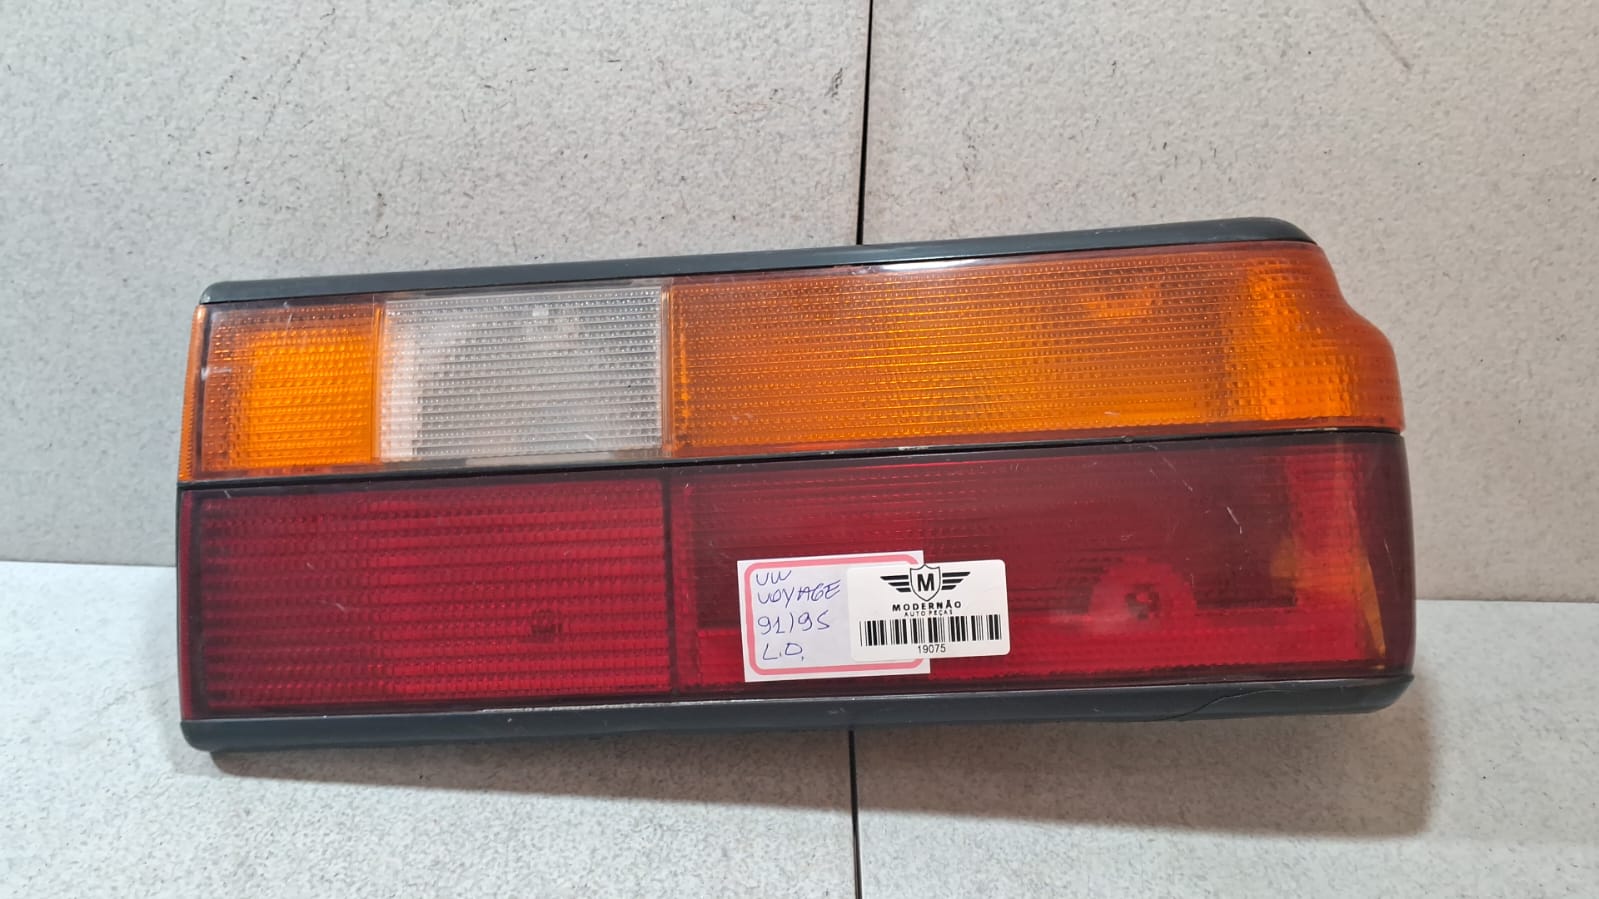 VW
VOYAGE
91/95
L.D.
M
MODERNÃO
AUTO PEÇAS
19075